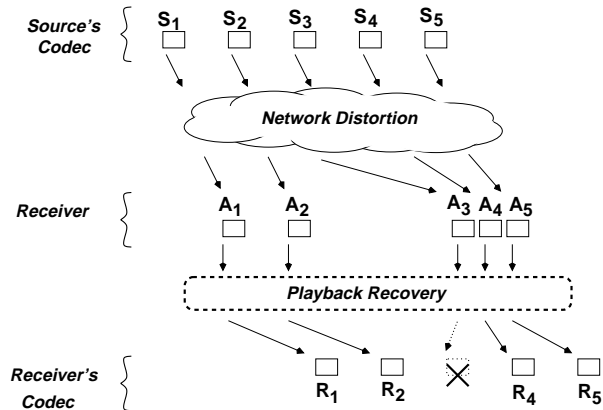 Source's
Codec
S1 S2 S3 S4 S5
Network Distortion
Receiver
A1 A2 A3 A4 A5
Playback Recovery
Receiver's
Codec
R1 R2 R4 R5